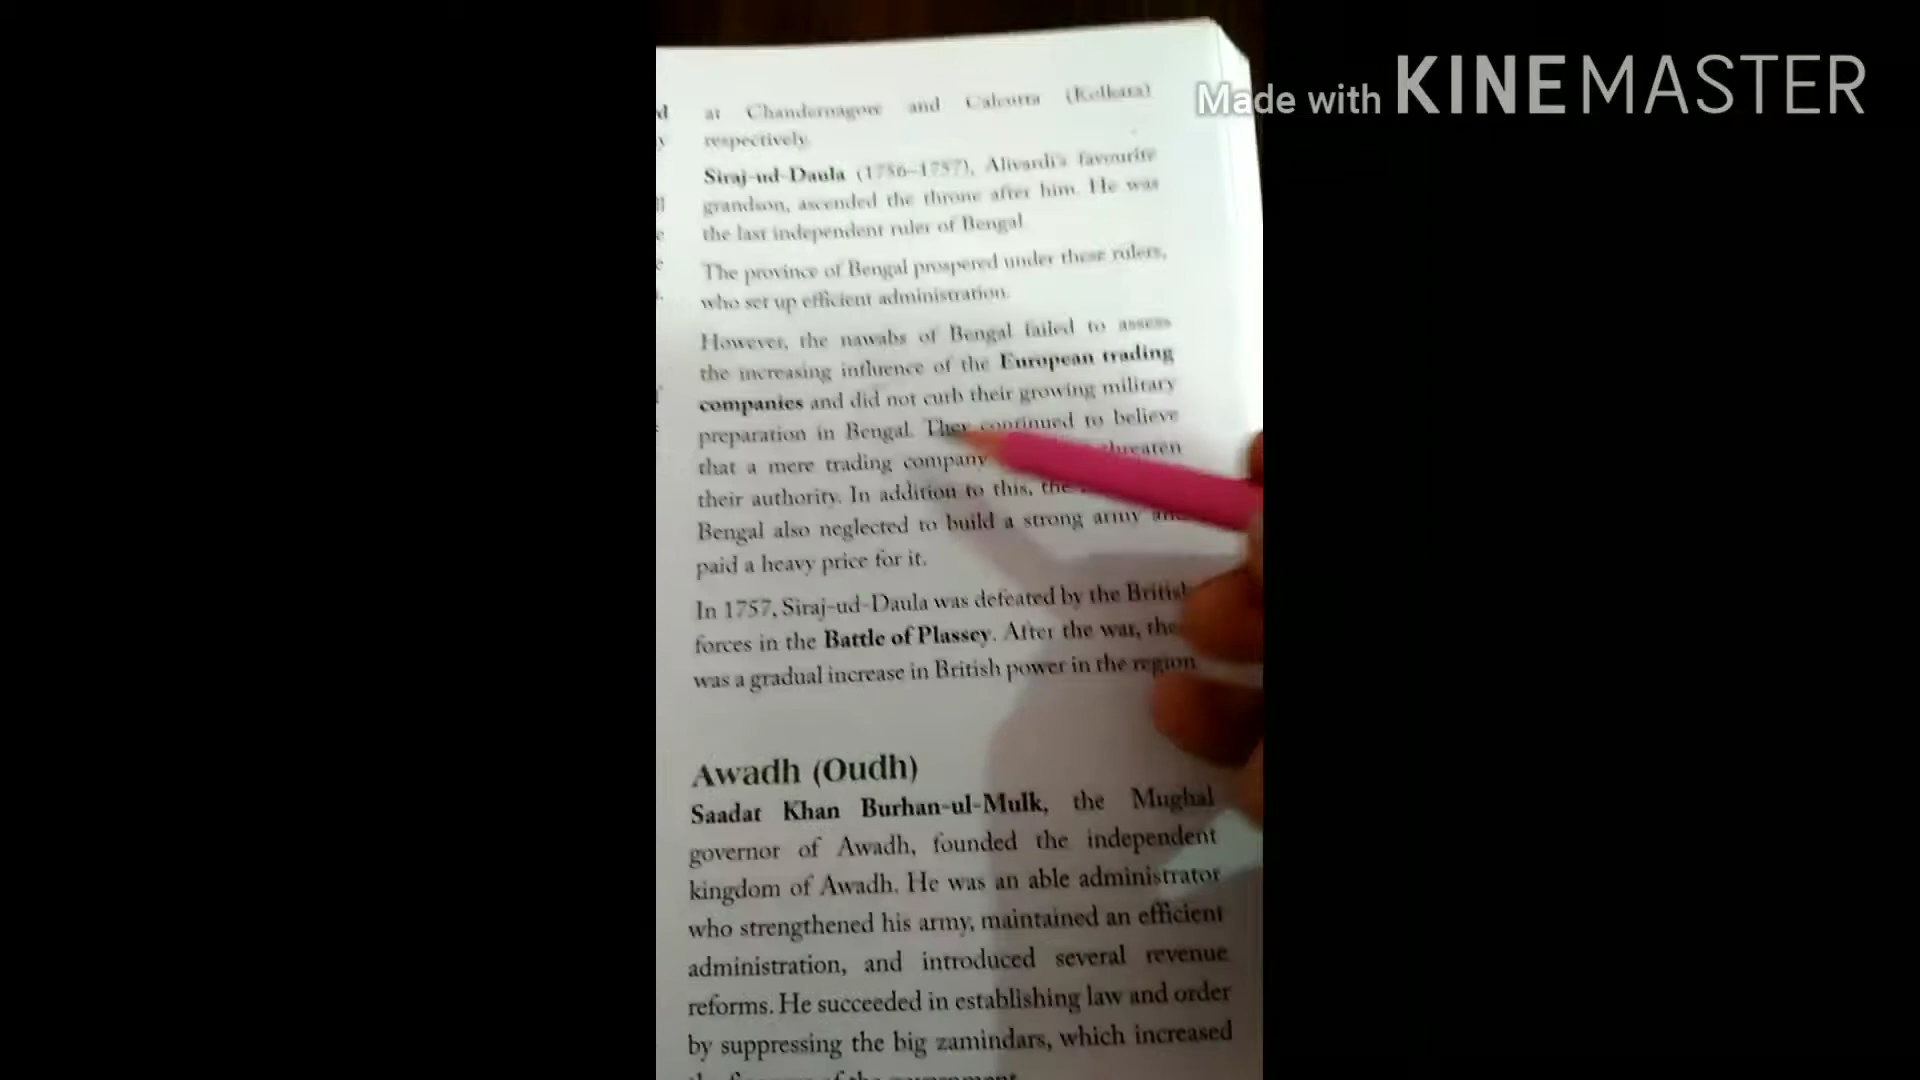 Made with KINEMASTER
at Chandernagore and Calcutta (Kolkata)
respectively.
Siraj-ud-Daula (1756–1757), Alivardi's favourite
grandson, ascended the throne after him. He was
the last independent ruler of Bengal.
The province of Bengal prospered under these rulers,
who set up efficient administration.
However, the nawabs of Bengal failed to assess
the increasing influence of the European trading
companies and did not curb their growing military
preparation in Bengal. They continued to believe
that a mere trading company threaten
their authority. In addition to this, the
Bengal also neglected to build a strong army
paid a heavy price for it.
In 1757, Siraj-ud-Daula was defeated by the British
forces in the Battle of Plassey. After the war,
was a gradual increase in British power in the region
Awadh (Oudh)
Saadat Khan Burhan-ul-Mulk, the Mughal
governor of Awadh, founded the independent
kingdom of Awadh. He was an able administrator
who strengthened his army, maintained an efficient
administration, and introduced several revenue
reforms. He succeeded in establishing law and order
by suppressing the big zamindars, which increased